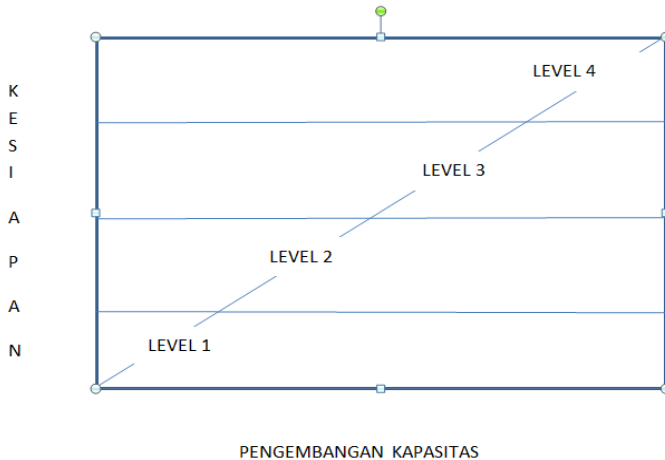 K
E
S
I
A
P
A
N
LEVEL 4
LEVEL 3
LEVEL 2
LEVEL 1
PENGEMBANGAN KAPASITAS